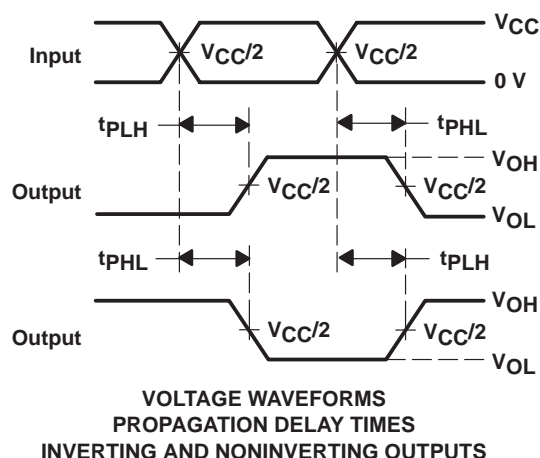 VCC
Input VCC/2 VCC/2
0 V
tPLH tPHL
VOH
Output VCC/2 VCC/2
VOL
tPHL tPLH
VOH
Output VCC/2 VCC/2
VOL
VOLTAGE WAVEFORMS
PROPAGATION DELAY TIMES
INVERTING AND NONINVERTING OUTPUTS